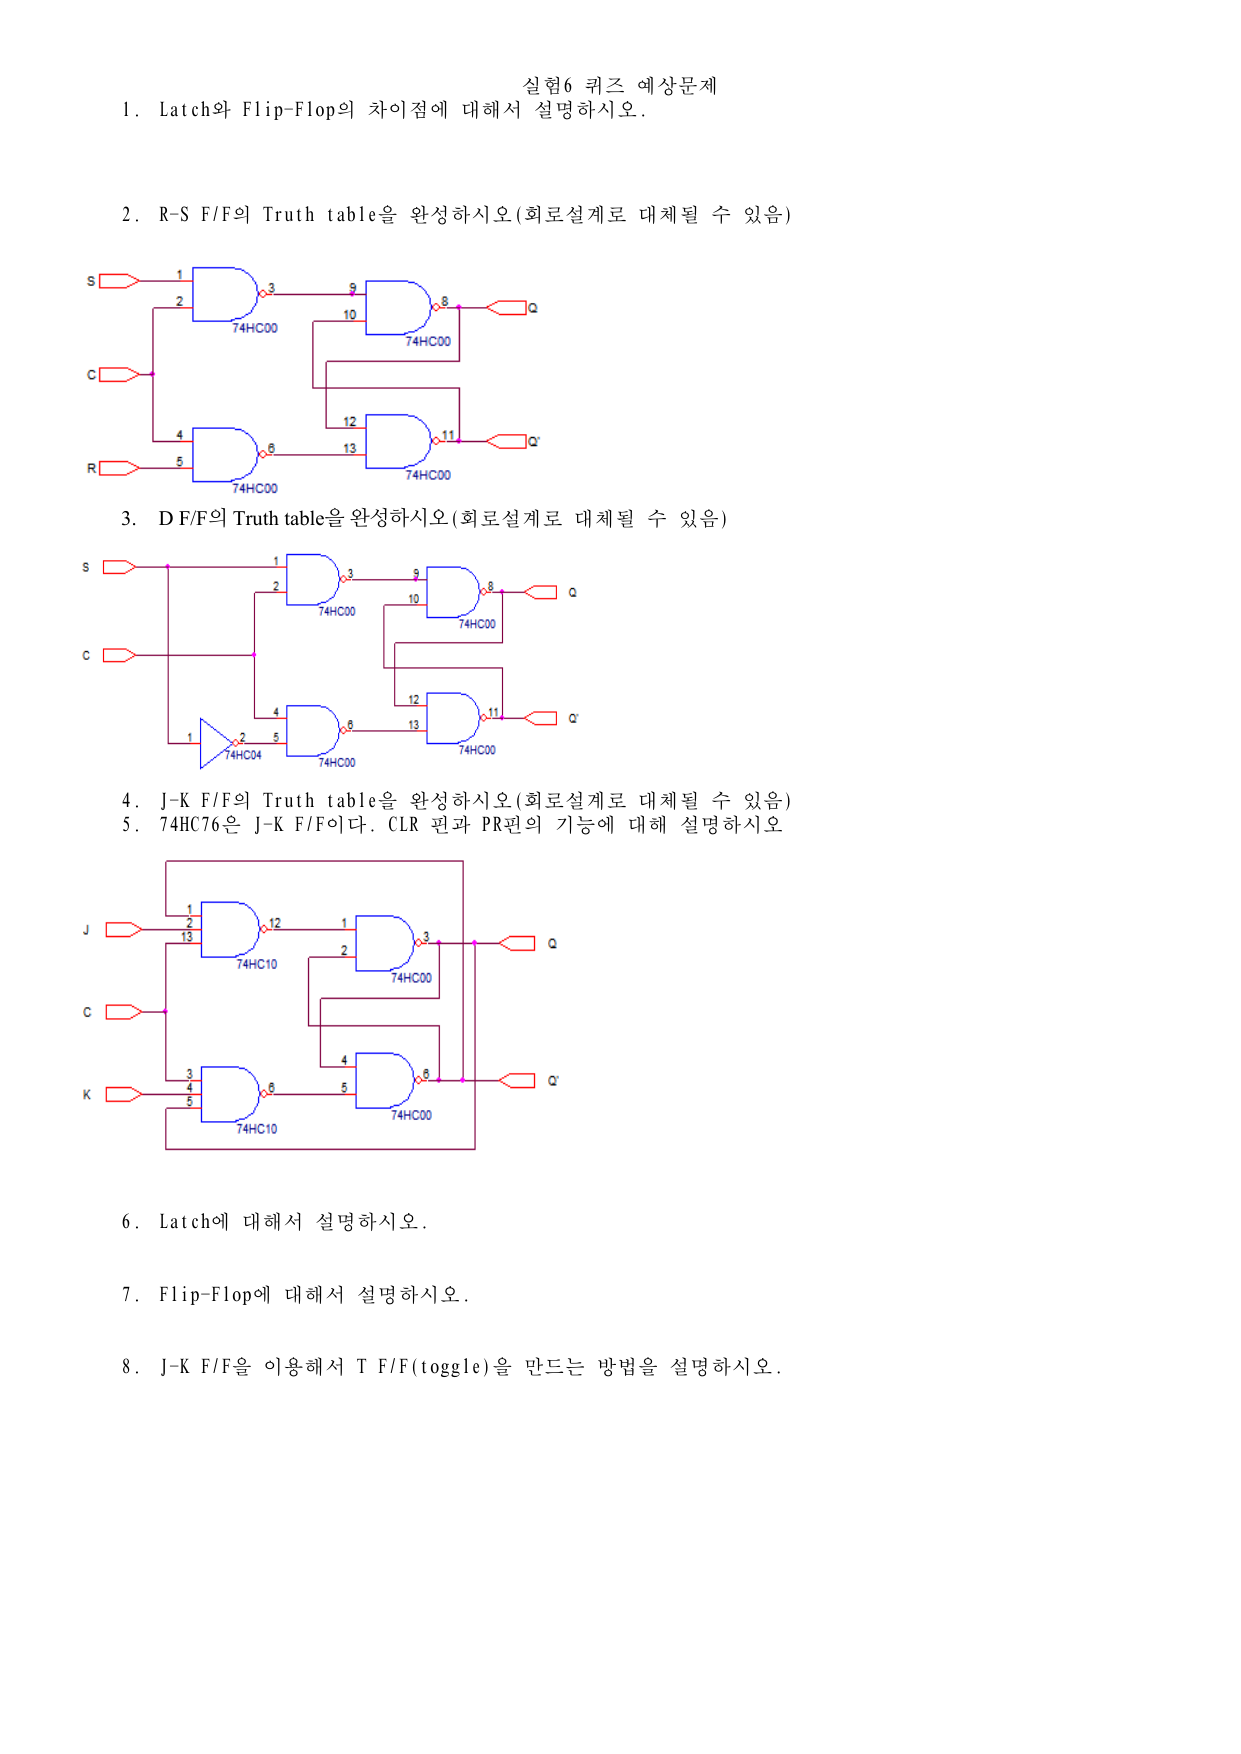 실험6 퀴즈 예상문제
1. Latch와 Flip-Flop의 차이점에 대해서 설명하시오.
2. R-S F/F의 Truth table을 완성하시오(회로설계로 대체될 수 있음)
S 1 2 3 74HC00 9 10 8 74HC00 Q
C
R 4 5 6 74HC00 12 13 11 74HC00 Q'
3. D F/F의 Truth table을 완성하시오(회로설계로 대체될 수 있음)
S 1 2 3 74HC00 9 10 8 74HC00 Q
C
1 2 74HC04 4 5 6 74HC00 12 13 11 74HC00 Q'
4. J-K F/F의 Truth table을 완성하시오(회로설계로 대체될 수 있음)
5. 74HC76은 J-K F/F이다. CLR 핀과 PR핀의 기능에 대해 설명하시오
J 1 2 13 12 74HC10 1 2 3 74HC00 Q
C
K 3 4 5 6 74HC10 4 5 6 74HC00 Q'
6. Latch에 대해서 설명하시오.
7. Flip-Flop에 대해서 설명하시오.
8. J-K F/F을 이용해서 T F/F(toggle)을 만드는 방법을 설명하시오.